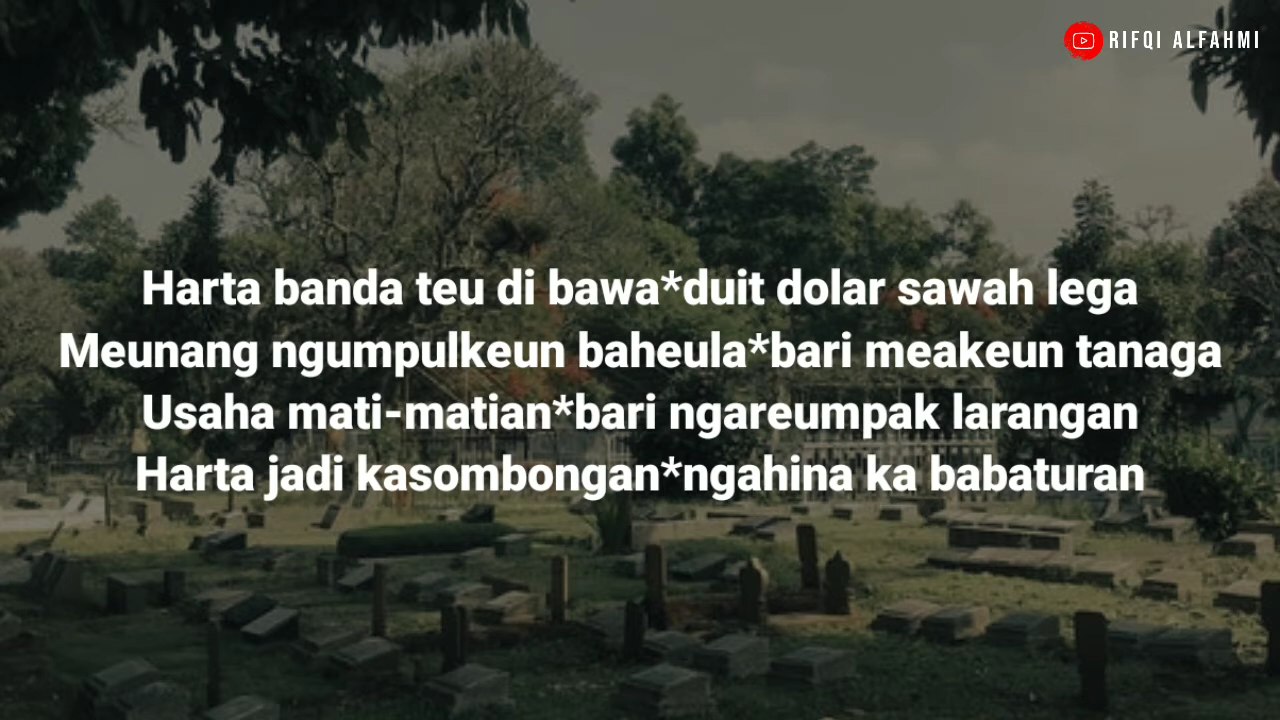 RIFQI ALFAHMI
Harta banda teu di bawa*duit dolar sawah lega
Meunang ngumpulkeun baheula*bari meakeun tanaga
Usaha mati-matian*bari ngareumpak larangan
Harta jadi kasombongan*ngahina ka babaturan